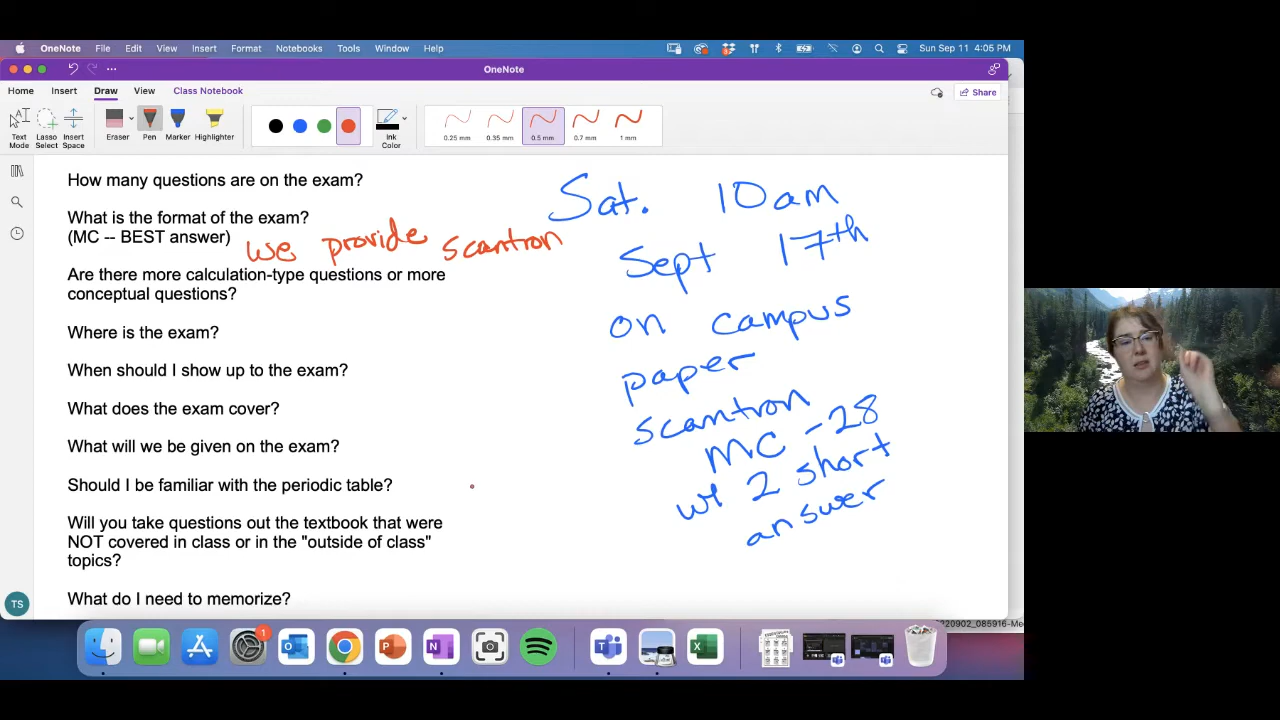 OneNote File Edit View Insert Format Notebooks Tools Window Help Sun Sep 11 4:05 PM
OneNote
Home Insert Draw View Class Notebook Share
Text Mode
Lasso Select
Insert Space
Eraser
Pen
Marker
Highlighter
Ink Color
0.25 mm 0.35 mm 0.5 mm 0.7 mm 1 mm
How many questions are on the exam?
What is the format of the exam?
(MC -- BEST answer)
we provide scantron
Are there more calculation-type questions or more
conceptual questions?
Where is the exam?
When should I show up to the exam?
What does the exam cover?
What will we be given on the exam?
Should I be familiar with the periodic table?
Will you take questions out the textbook that were
NOT covered in class or in the "outside of class"
topics?
What do I need to memorize?
Sat. 10am
Sept 17th
on campus
paper
scantron
MC - 28
w/ 2 short
answer
TS
1